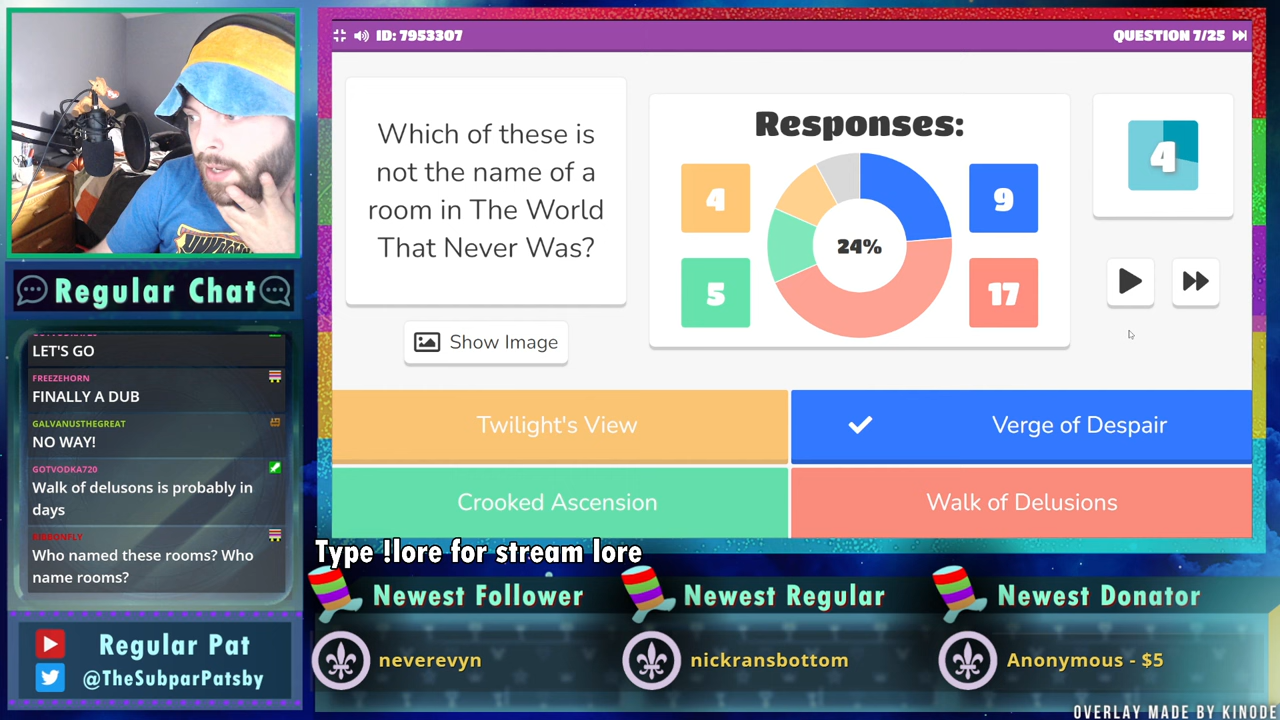 ID: 7953307
QUESTION 7/25
Which of these is
not the name of a
room in The World
That Never Was?
Show Image
Responses:
4
9
24%
5
17
4
Twilight's View
Verge of Despair
Crooked Ascension
Walk of Delusions
Regular Chat
LET'S GO
FREEZEHORN
FINALLY A DUB
GALVANUSTHEGREAT
NO WAY!
GOTVODKA720
Walk of delusons is probably in
days
Who named these rooms? Who
name rooms?
Type !lore for stream lore
Newest Follower
neverevyn
Newest Regular
nickransbottom
Newest Donator
Anonymous - $5
Regular Pat
@TheSubparPatsby
OVERLAY MADE BY KINODE